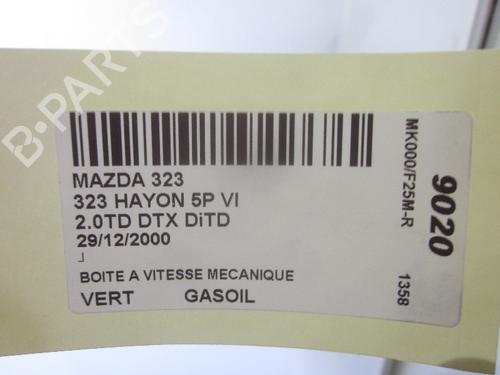 B-PARTS
MAZDA 323
323 HAYON 5P VI
2.0TD DTX DiTD
29/12/2000
J
BOITE A VITESSE MECANIQUE
VERT GASOIL
MK000/F25M-R
1358
9020